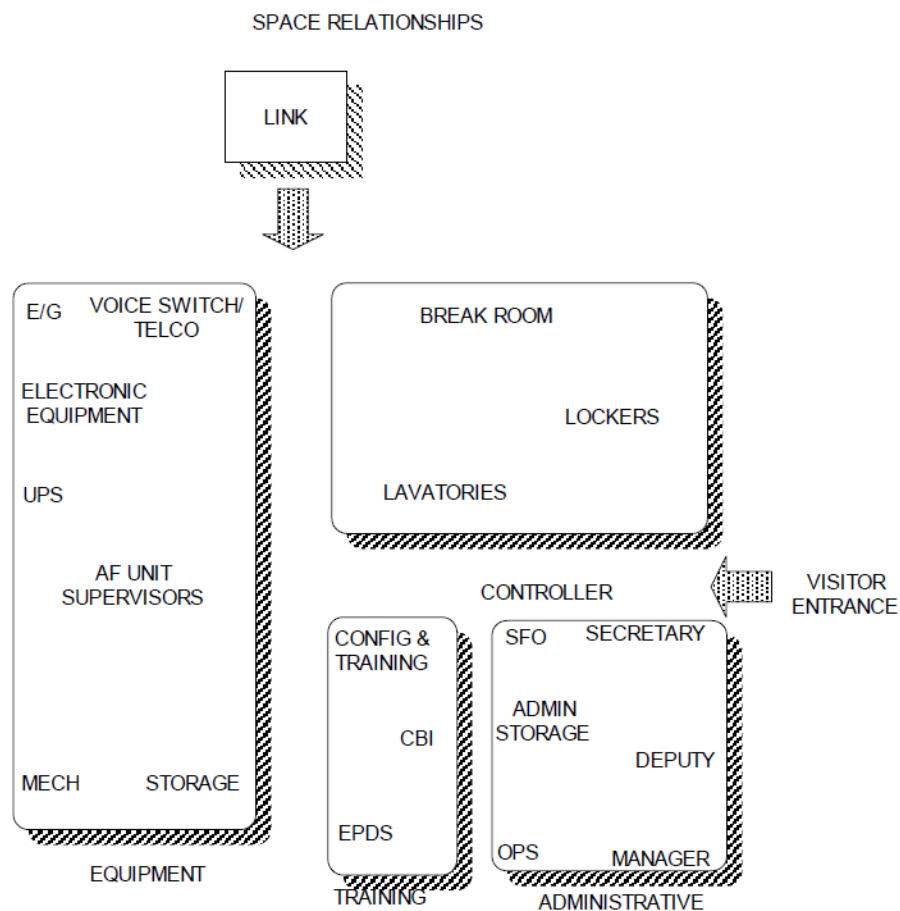 SPACE RELATIONSHIPS
LINK
E/G
VOICE SWITCH/
TELCO
ELECTRONIC
EQUIPMENT
UPS
AF UNIT
SUPERVISORS
MECH
STORAGE
EQUIPMENT
BREAK ROOM
LOCKERS
LAVATORIES
CONTROLLER
VISITOR
ENTRANCE
CONFIG &
TRAINING
CBI
EPDS
TRAINING
SFO
SECRETARY
ADMIN
STORAGE
DEPUTY
OPS
MANAGER
ADMINISTRATIVE